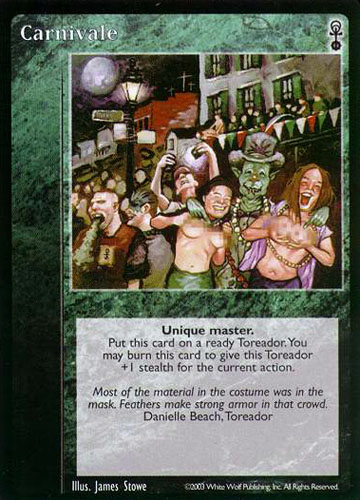 Carnivale
Unique master.
Put this card on a ready Toreador. You
may burn this card to give this Toreador
+1 stealth for the current action.
Most of the material in the costume was in the
mask. Feathers make strong armor in that crowd.
Danielle Beach, Toreador
Illus. James Stowe
©2003 White Wolf Publishing, Inc. All Rights Reserved.